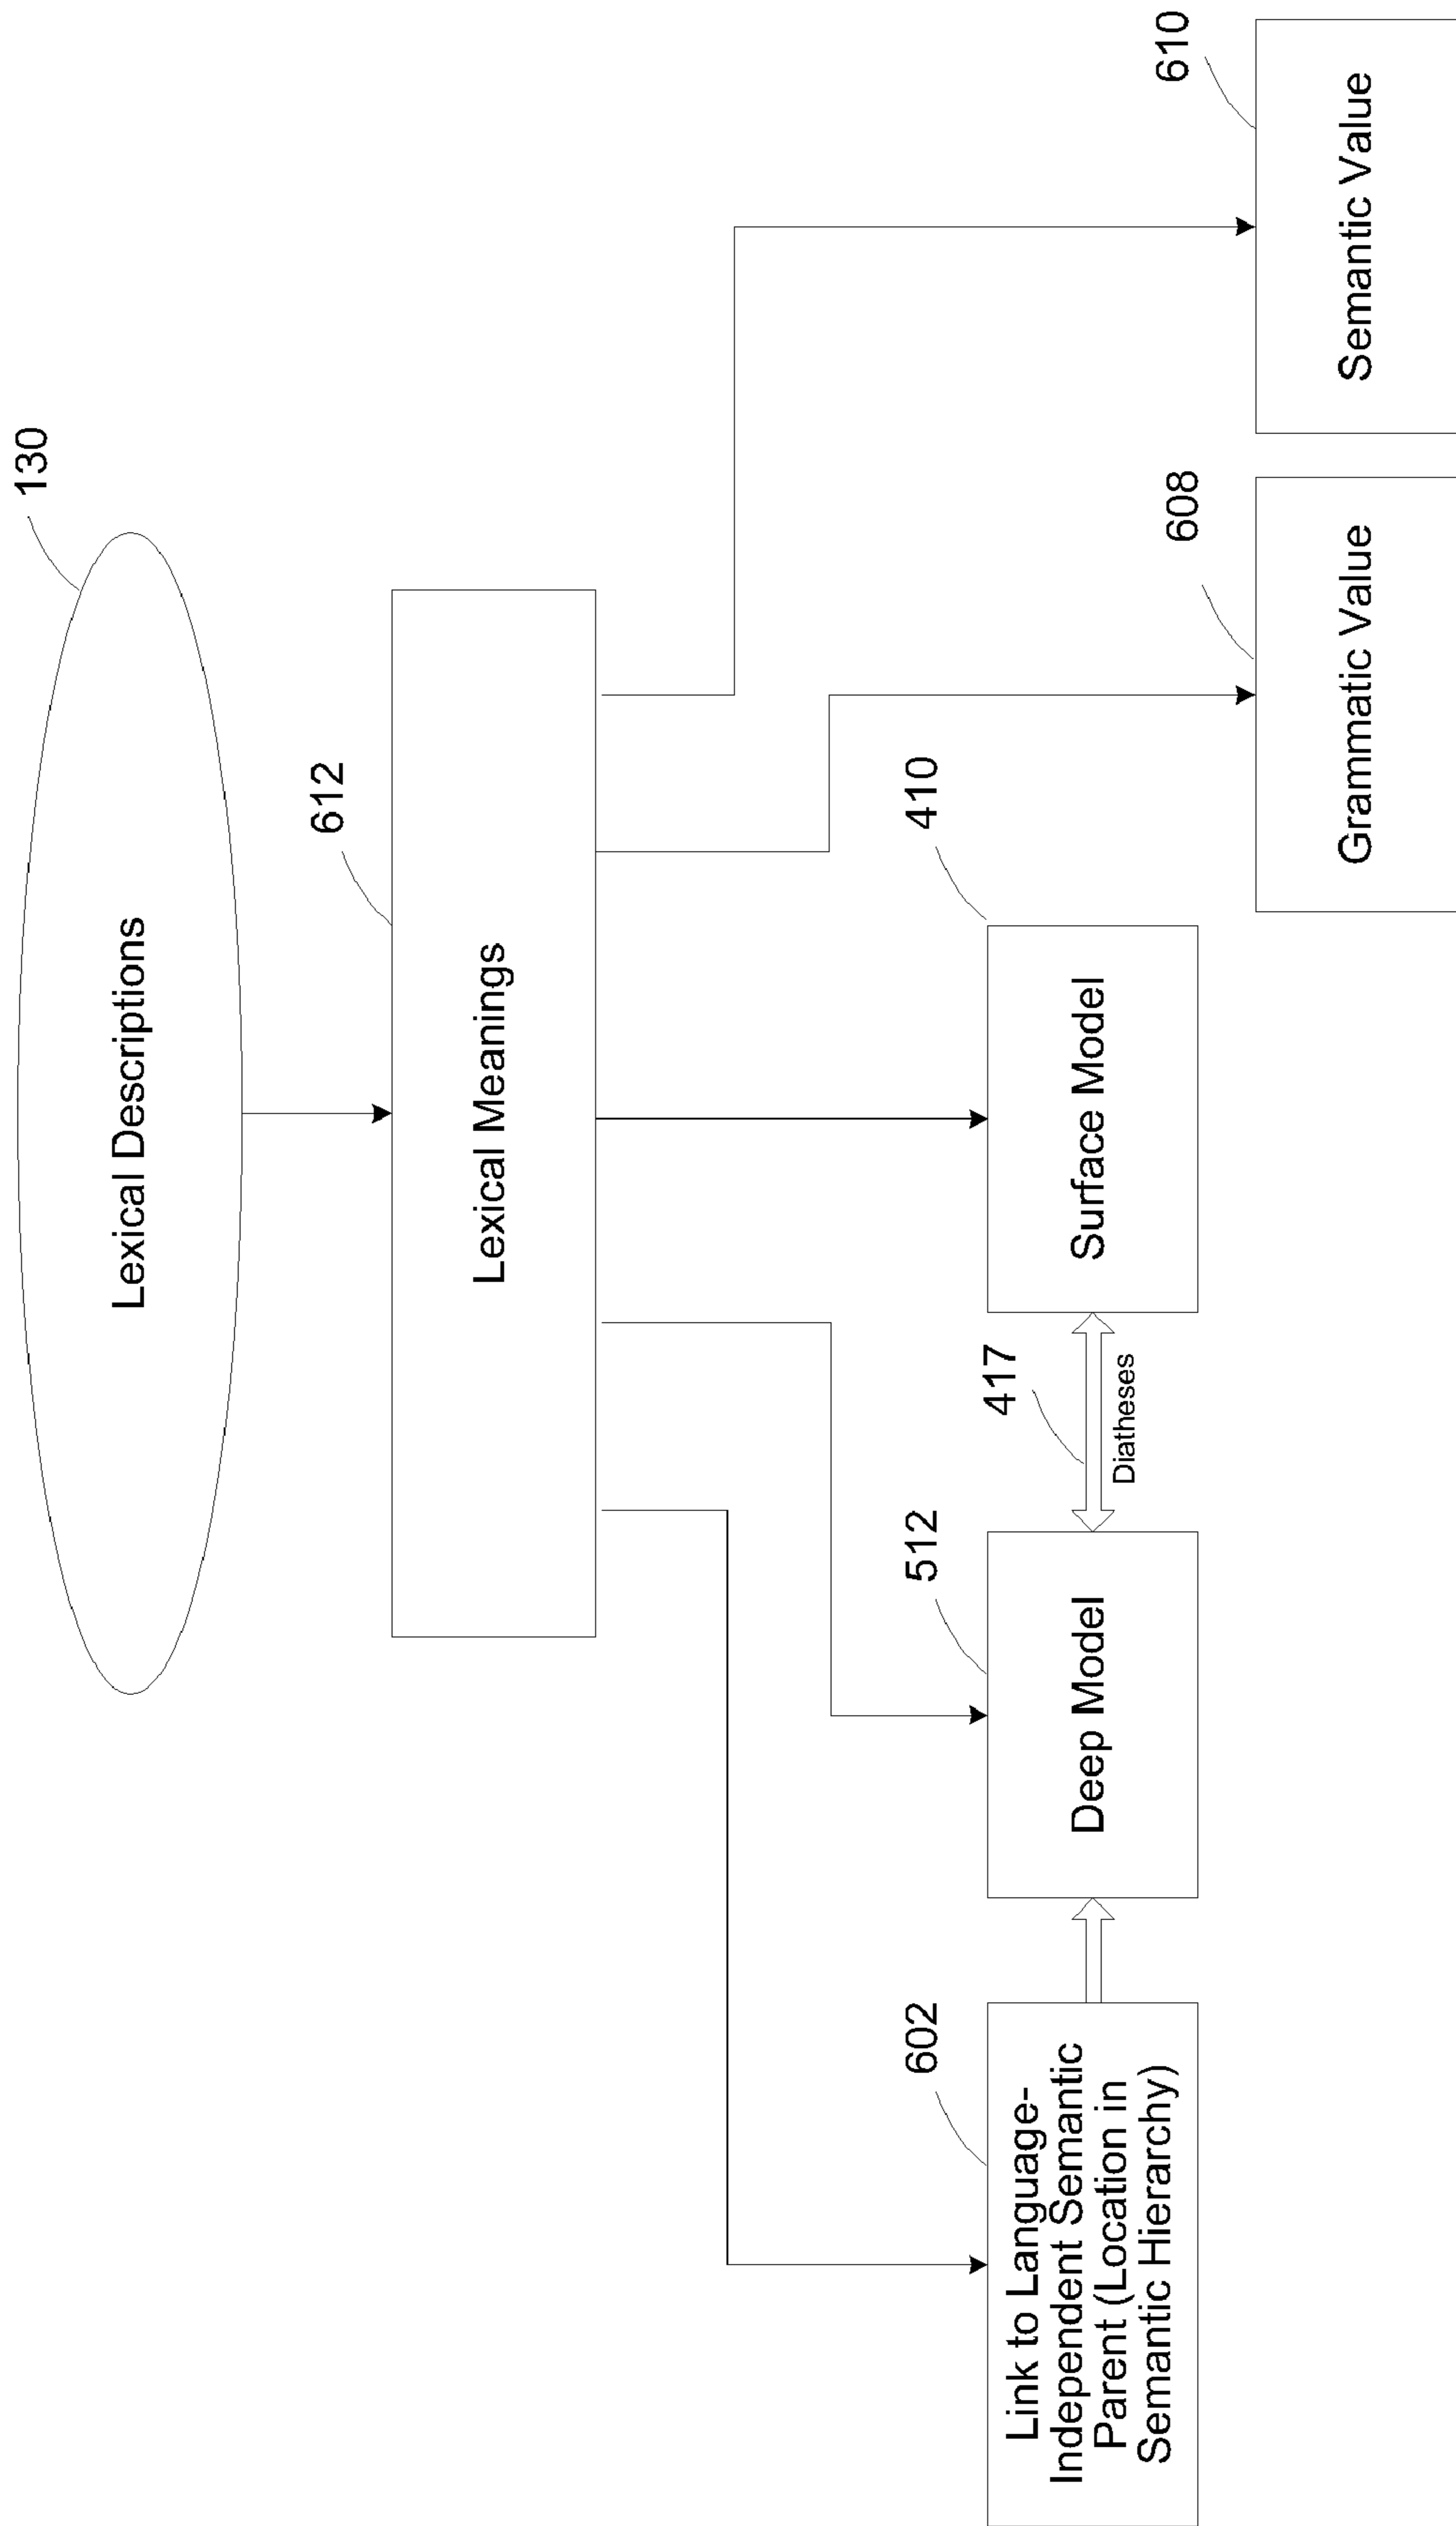 130
Lexical Descriptions
612
Lexical Meanings
602
Link to Language-
Independent Semantic
Parent (Location in
Semantic Hierarchy)
512
Deep Model
417
Diatheses
410
Surface Model
608
Grammatic Value
610
Semantic Value